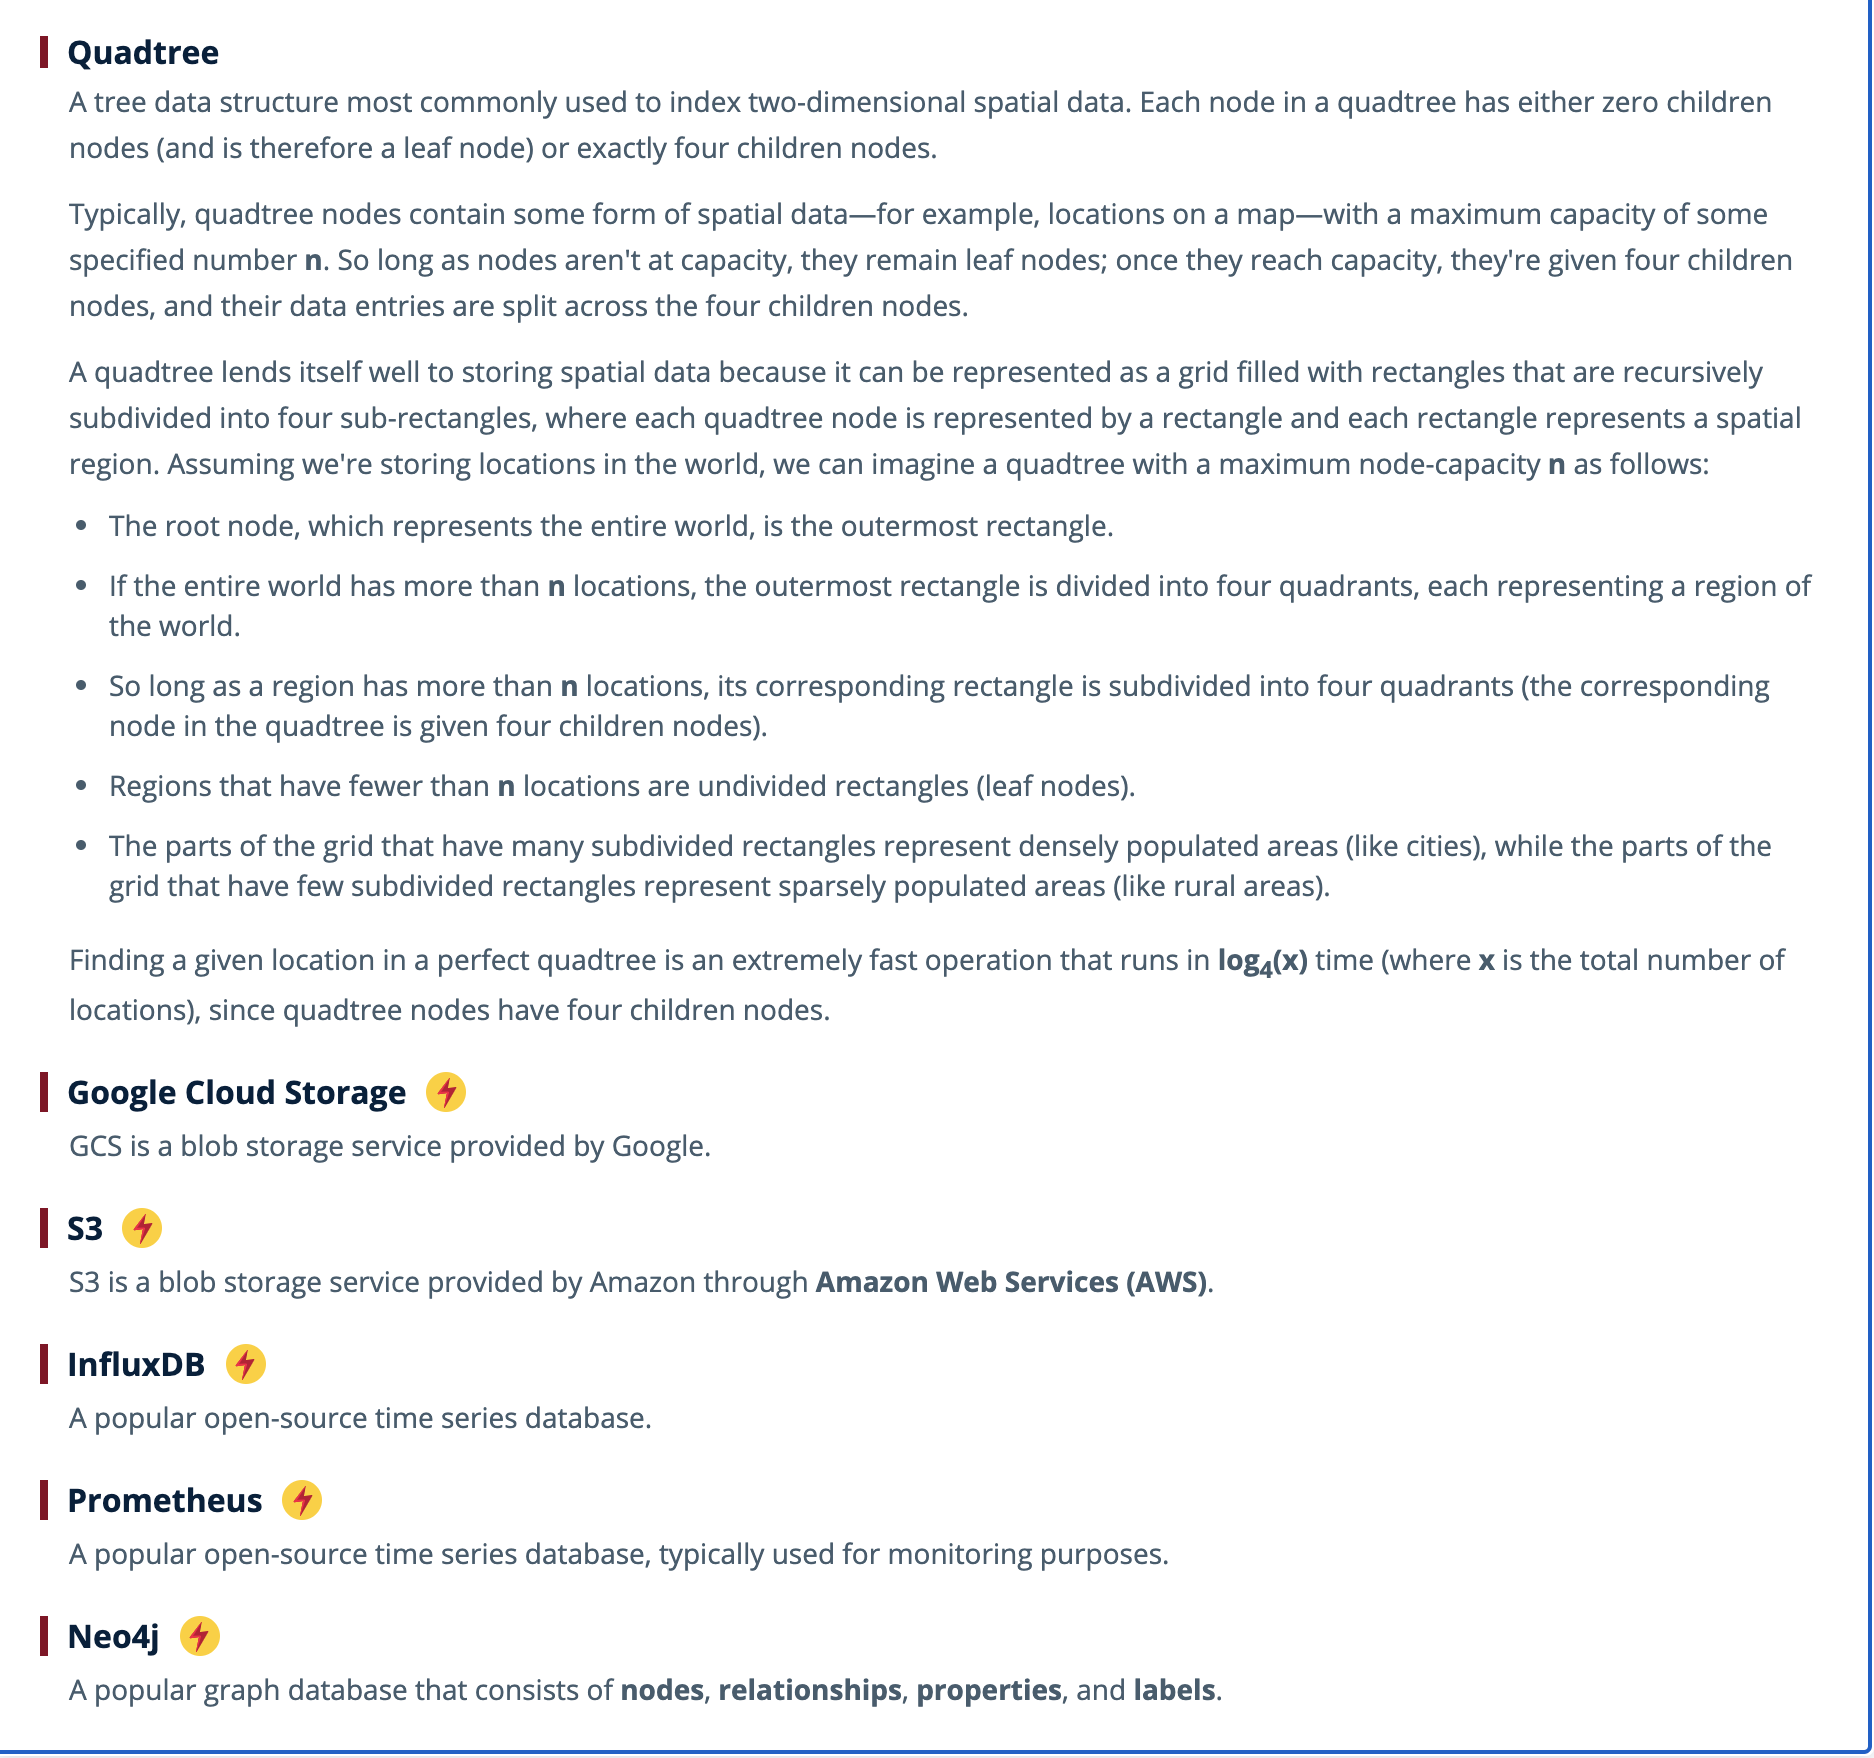 Quadtree
A tree data structure most commonly used to index two-dimensional spatial data. Each node in a quadtree has either zero children
nodes (and is therefore a leaf node) or exactly four children nodes.
Typically, quadtree nodes contain some form of spatial data—for example, locations on a map—with a maximum capacity of some
specified number n. So long as nodes aren't at capacity, they remain leaf nodes; once they reach capacity, they're given four children
nodes, and their data entries are split across the four children nodes.
A quadtree lends itself well to storing spatial data because it can be represented as a grid filled with rectangles that are recursively
subdivided into four sub-rectangles, where each quadtree node is represented by a rectangle and each rectangle represents a spatial
region. Assuming we're storing locations in the world, we can imagine a quadtree with a maximum node-capacity n as follows:
• The root node, which represents the entire world, is the outermost rectangle.
• If the entire world has more than n locations, the outermost rectangle is divided into four quadrants, each representing a region of
the world.
• So long as a region has more than n locations, its corresponding rectangle is subdivided into four quadrants (the corresponding
node in the quadtree is given four children nodes).
• Regions that have fewer than n locations are undivided rectangles (leaf nodes).
• The parts of the grid that have many subdivided rectangles represent densely populated areas (like cities), while the parts of the
grid that have few subdivided rectangles represent sparsely populated areas (like rural areas).
Finding a given location in a perfect quadtree is an extremely fast operation that runs in log₄(x) time (where x is the total number of
locations), since quadtree nodes have four children nodes.
Google Cloud Storage
GCS is a blob storage service provided by Google.
S3
S3 is a blob storage service provided by Amazon through Amazon Web Services (AWS).
InfluxDB
A popular open-source time series database.
Prometheus
A popular open-source time series database, typically used for monitoring purposes.
Neo4j
A popular graph database that consists of nodes, relationships, properties, and labels.